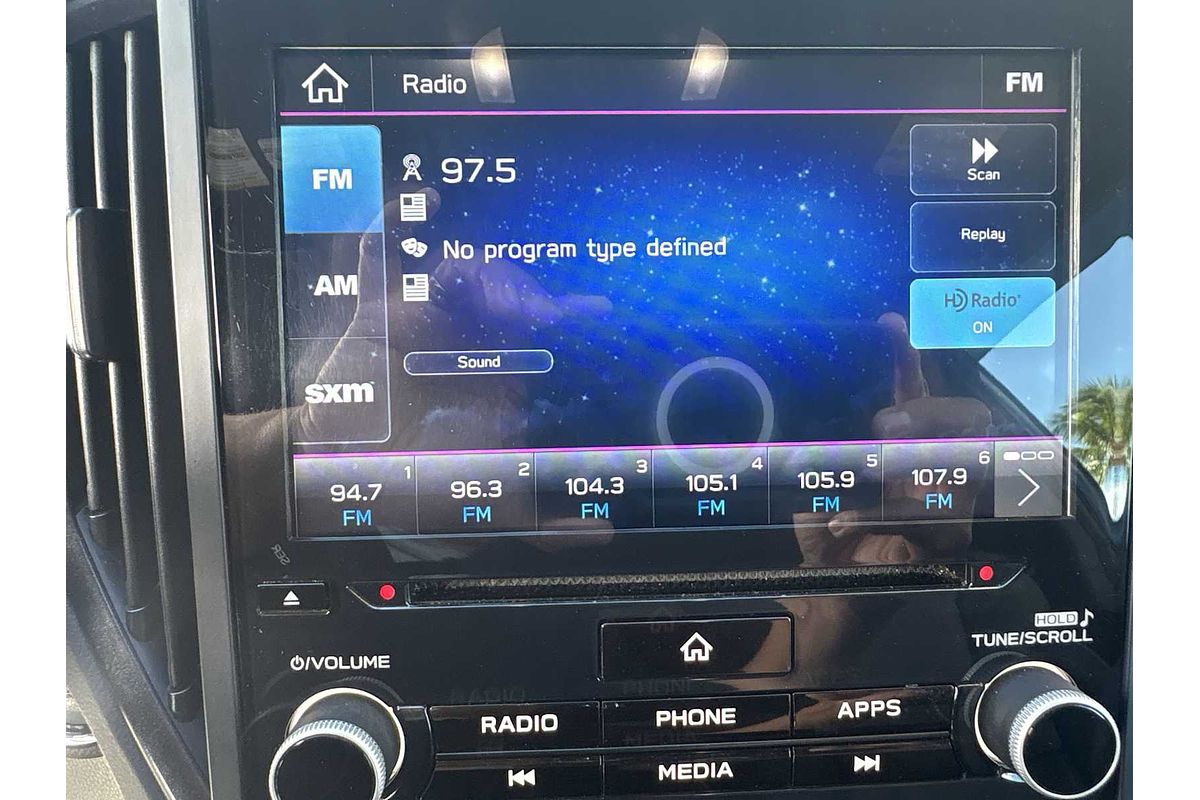 Radio
FM
FM
97.5
Scan
No program type defined
Replay
AM
HD Radio
ON
Sound
sxm
1
2
3
4
5
6
94.7
96.3
104.3
105.1
105.9
107.9
FM
FM
FM
FM
FM
FM
HOLD
TUNE/SCROLL
/VOLUME
RADIO
PHONE
APPS
MEDIA